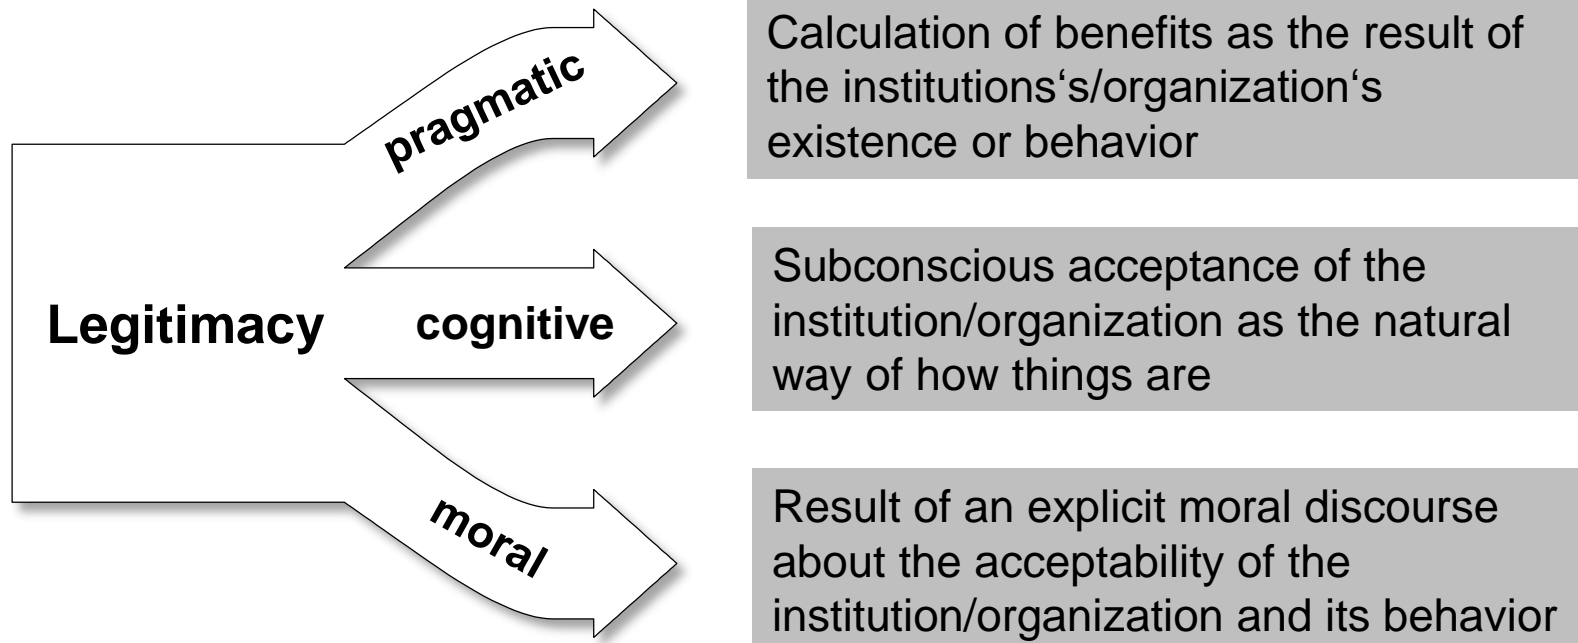 Legitimacy
pragmatic
Calculation of benefits as the result of
the institutions's/organization‘s
existence or behavior
cognitive
Subconscious acceptance of the
institution/organization as the natural
way of how things are
moral
Result of an explicit moral discourse
about the acceptability of the
institution/organization and its behavior